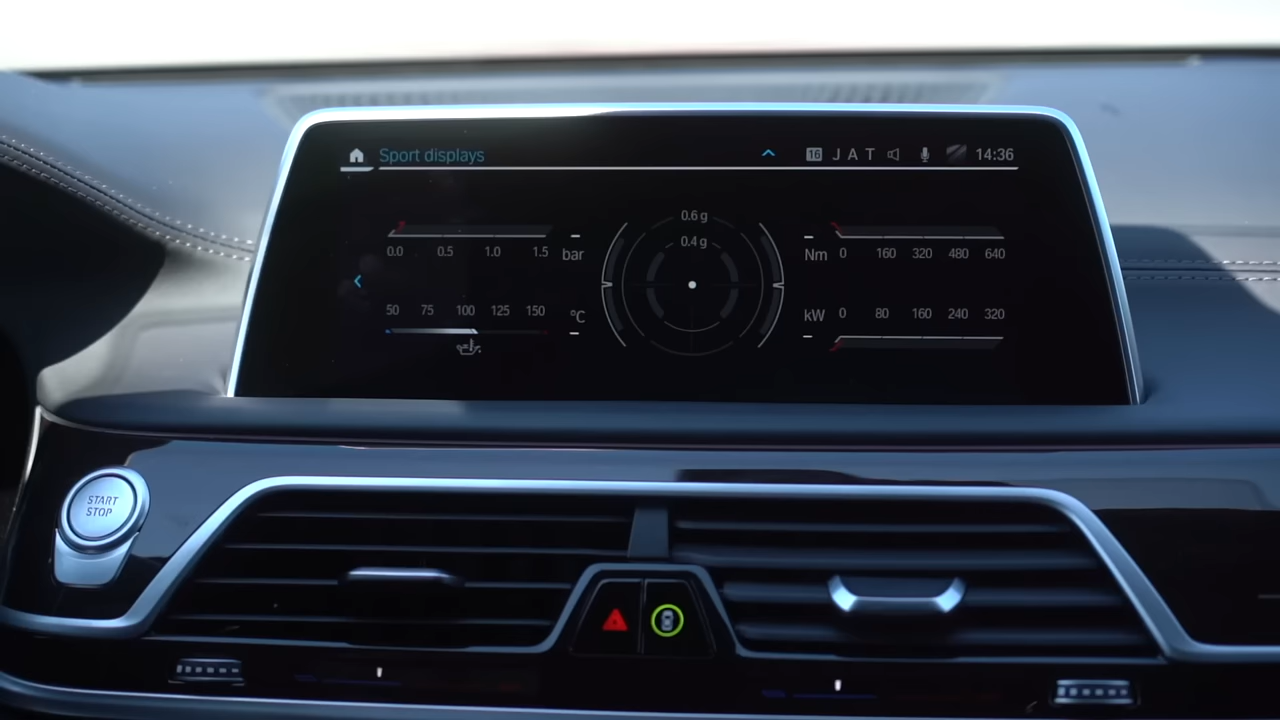 Sport displays
16 J A T 14:36
0.0 0.5 1.0 1.5 bar
50 75 100 125 150 °C
0.6 g
0.4 g
Nm 0 160 320 480 640
kW 0 80 160 240 320
START
STOP